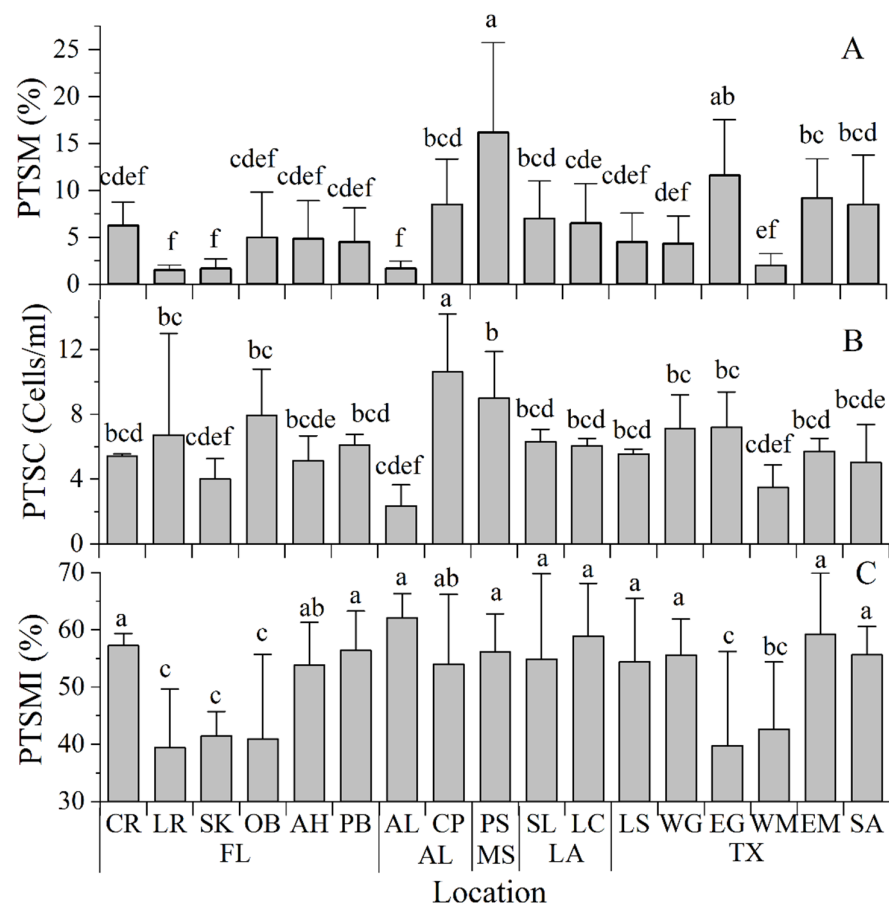 A
PTSM (%)
25
20
15
10
5
0
cdef f f cdef cdef cdef f bcd a bcd cde cdef def ab ef bc bcd
B
PTSC (Cells/ml)
12
8
4
0
bcd bc cdef bc bcde bcd cdef a b bcd bcd bcd bc bc cdef bcd bcde
C
PTSMI (%)
70
60
50
40
30
a c c c ab a a ab a a a a a c bc a a
CR LR SK OB AH PB AL CP PS SL LC LS WG EG WM EM SA
FL AL MS LA TX
Location